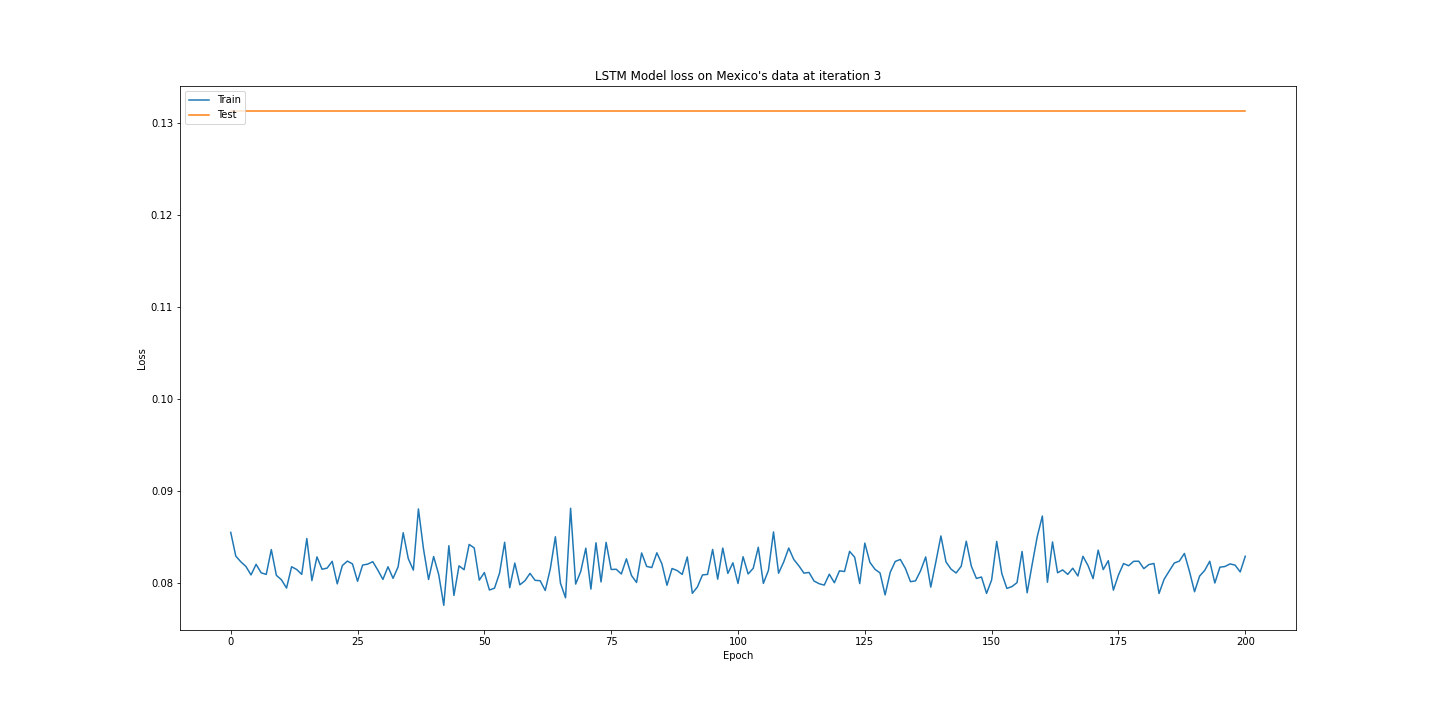 LSTM Model loss on Mexico's data at iteration 3
Train
Test
0.13
0.12
0.11
0.10
0.09
0.08
Loss
0 25 50 75 100 125 150 175 200
Epoch